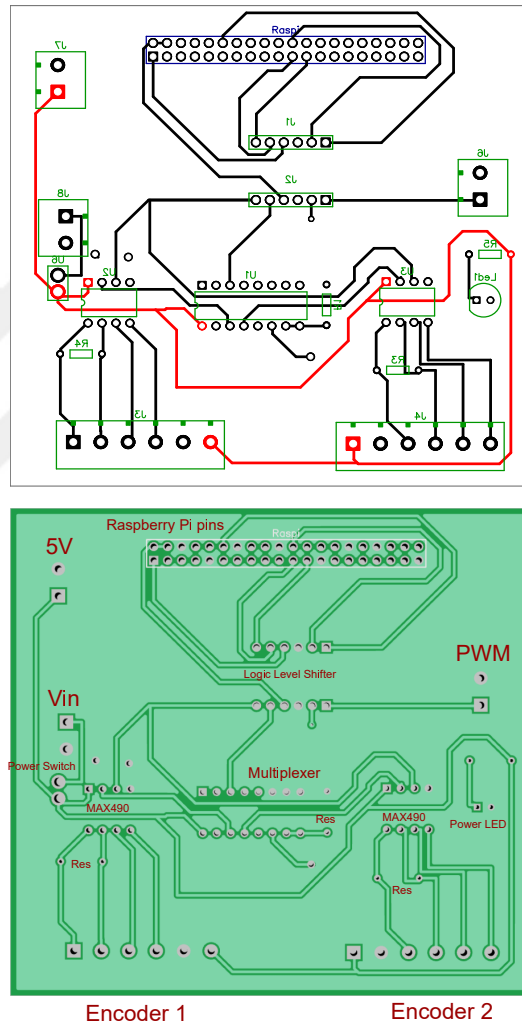 Raspi
J7
J1
J6
J2
J8
U6
U2
U1
U3
R5
Led1
R4
R3
J3
J4
Raspberry Pi pins
Raspi
5V
Logic Level Shifter
PWM
Vin
Power Switch
Multiplexer
MAX490
Res
MAX490
Power LED
Res
Res
Encoder 1
Encoder 2